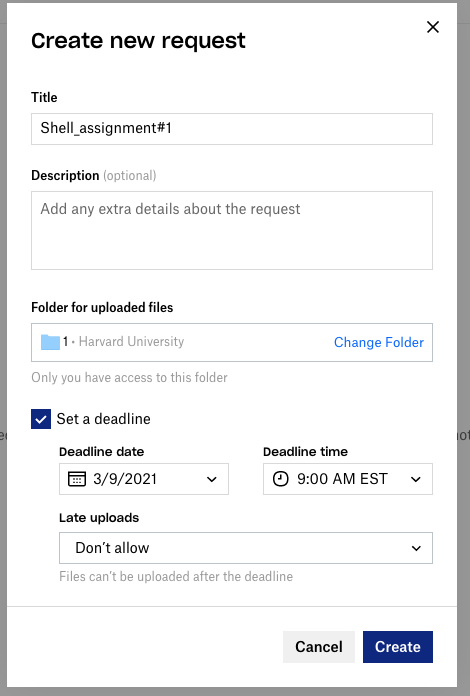 Create new request
Title
Shell_assignment#1
Description (optional)
Add any extra details about the request
Folder for uploaded files
1 • Harvard University Change Folder
Only you have access to this folder
Set a deadline
Deadline date Deadline time
3/9/2021 9:00 AM EST
Late uploads
Don't allow
Files can't be uploaded after the deadline
Cancel Create